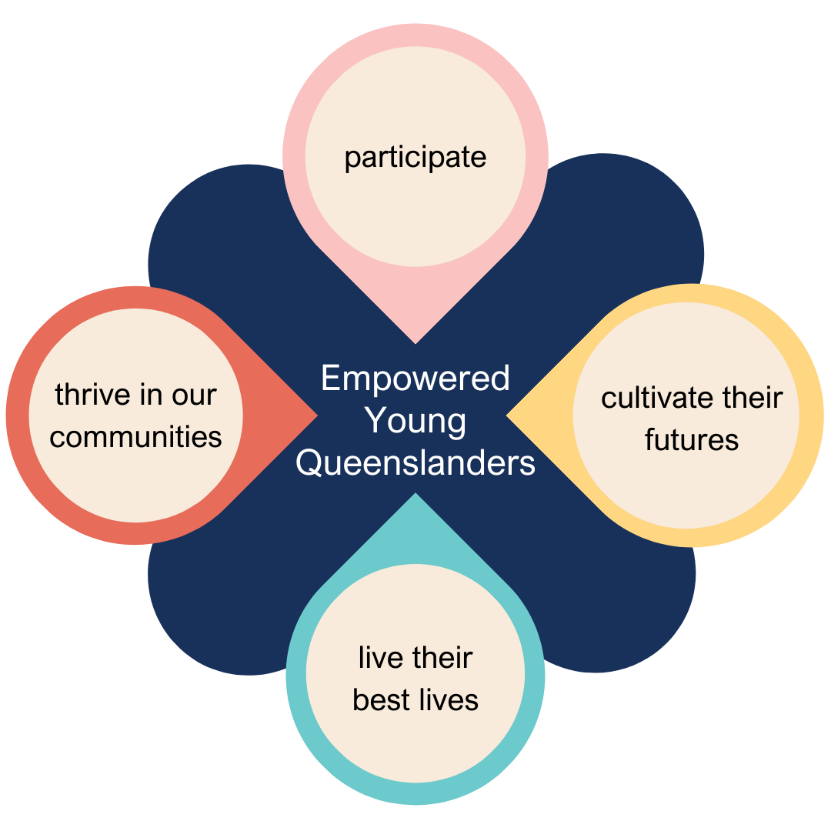 participate
thrive in our
communities
Empowered
Young
Queenslanders
cultivate their
futures
live their
best lives